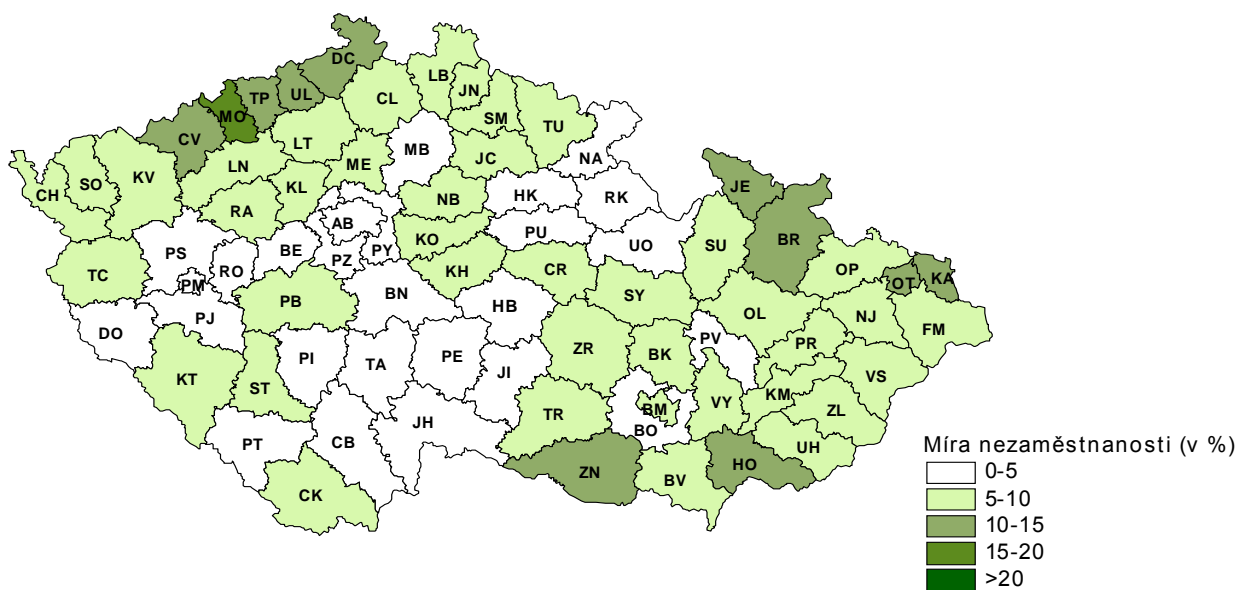 DC
LB
TP
UL
JN
CL
MO
SM
TU
CV
LT
MB
NA
LN
ME
JC
KV
SO
CH
KL
JE
NB
HK
RK
RA
AB
BR
KO
PU
UO
SU
PS
BE
PY
PZ
RO
TC
PM
KH
CR
OP
OT
KA
BN
PB
HB
SY
OL
NJ
FM
PJ
DO
PV
PR
ZR
BK
PI
TA
PE
JI
VS
KT
ST
KM
VY
ZL
BM
TR
JH
BO
PT
CB
UH
HO
ZN
BV
CK
Míra nezaměstnanosti (v %)
0-5
5-10
10-15
15-20
>20